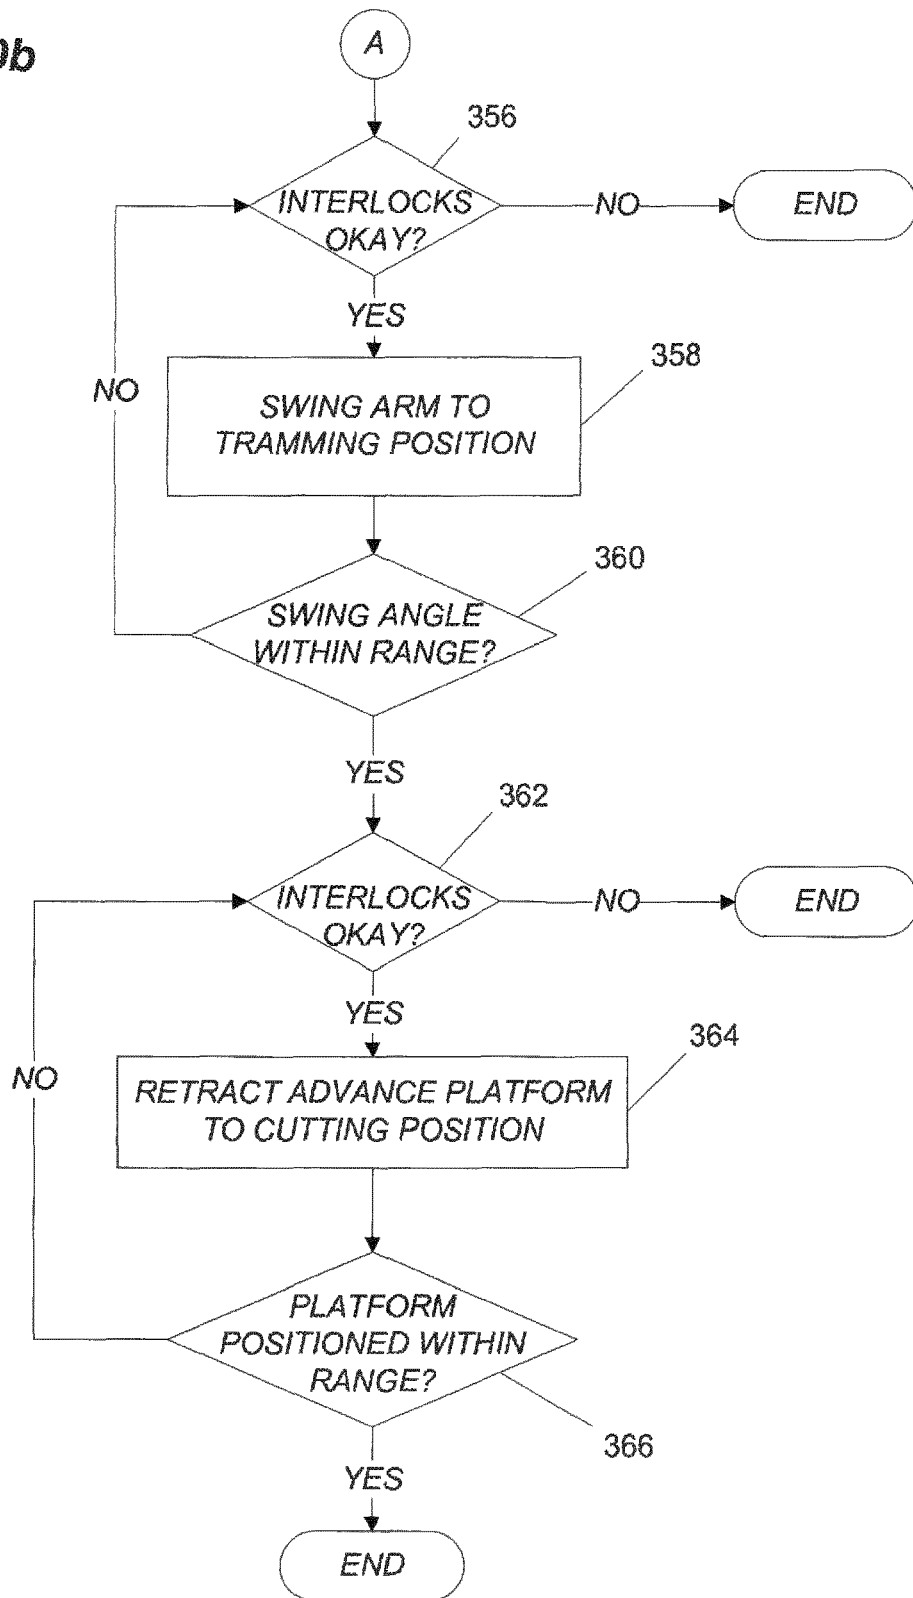 A
356
INTERLOCKS
OKAY?
NO
END
YES
358
NO
SWING ARM TO
TRAMMING POSITION
360
SWING ANGLE
WITHIN RANGE?
YES
362
INTERLOCKS
OKAY?
NO
END
YES
364
NO
RETRACT ADVANCE PLATFORM
TO CUTTING POSITION
PLATFORM
POSITIONED WITHIN
RANGE?
366
YES
END